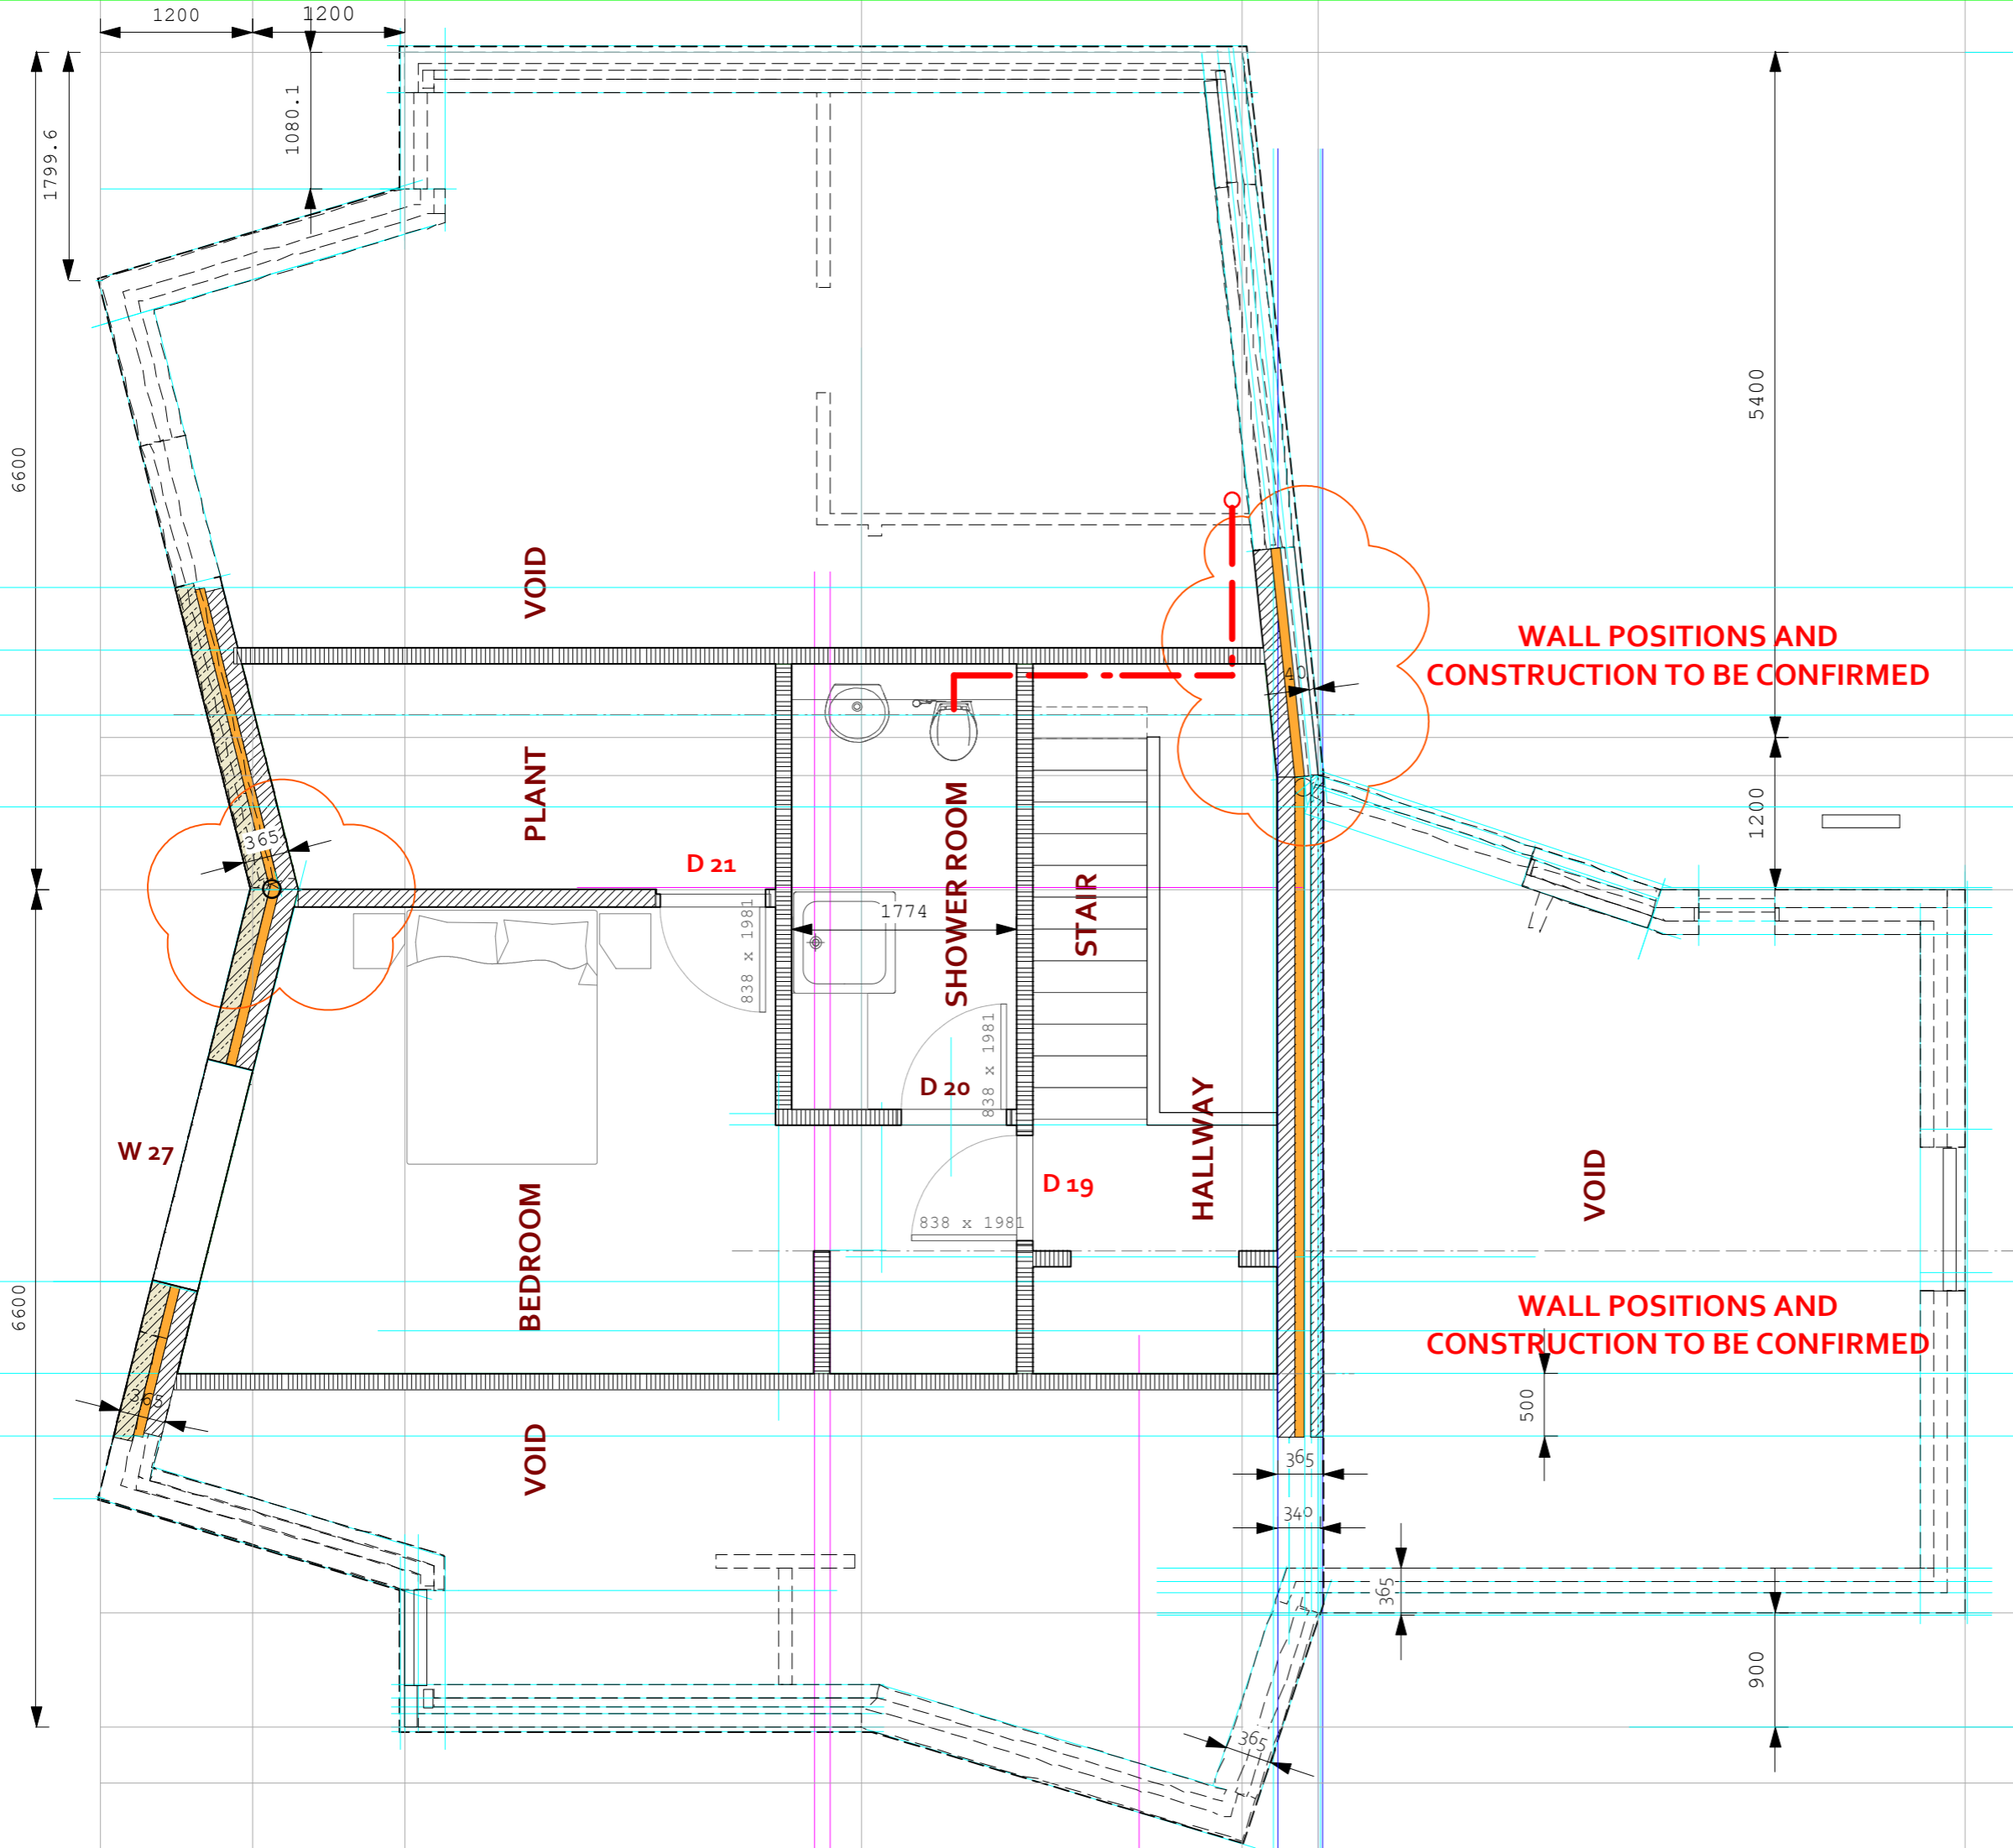 1200
1200
1080.1
1799.6
5400
6600
VOID
WALL POSITIONS AND
CONSTRUCTION TO BE CONFIRMED
40
PLANT
SHOWER ROOM
1200
365
D 21
STAIR
1774
838 x 1981
838 x 1981
D 20
W 27
D 19
HALLWAY
VOID
838 x 1981
BEDROOM
6600
WALL POSITIONS AND
CONSTRUCTION TO BE CONFIRMED
365
500
VOID
365
340
365
900
365